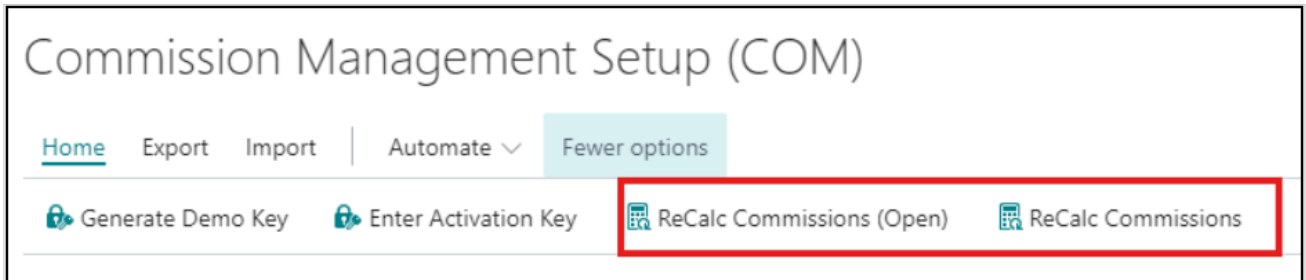 Commission Management Setup (COM)
Home Export Import Automate Fewer options
Generate Demo Key Enter Activation Key ReCalc Commissions (Open) ReCalc Commissions